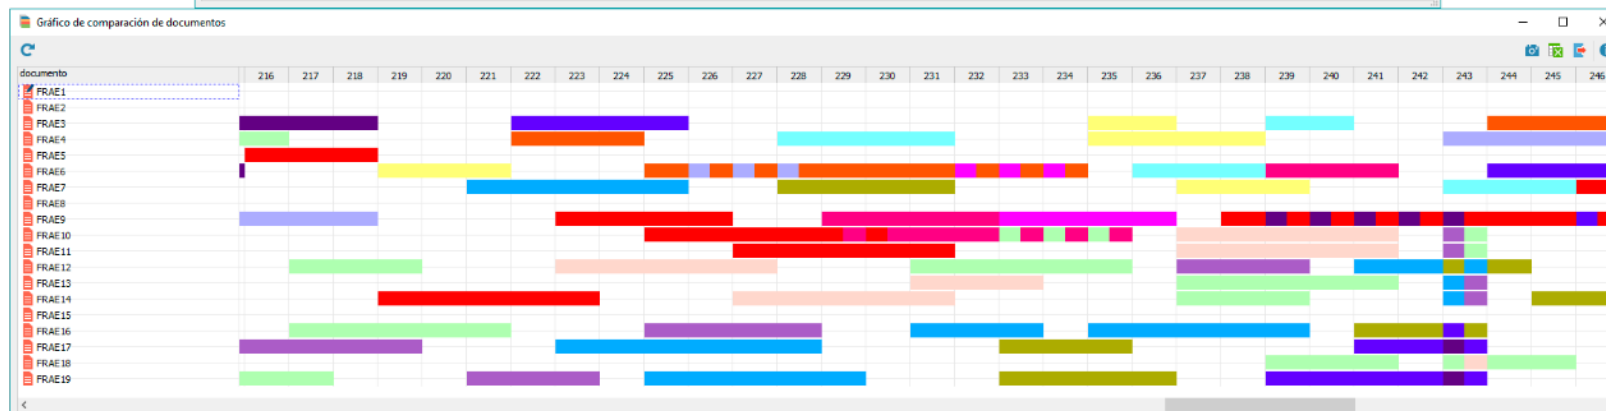 Gráfico de comparación de documentos
documento 216 217 218 219 220 221 222 223 224 225 226 227 228 229 230 231 232 233 234 235 236 237 238 239 240 241 242 243 244 245 246
FRAE1
FRAE2
FRAE3
FRAE4
FRAE5
FRAE6
FRAE7
FRAE8
FRAE9
FRAE10
FRAE11
FRAE12
FRAE13
FRAE14
FRAE15
FRAE16
FRAE17
FRAE18
FRAE19